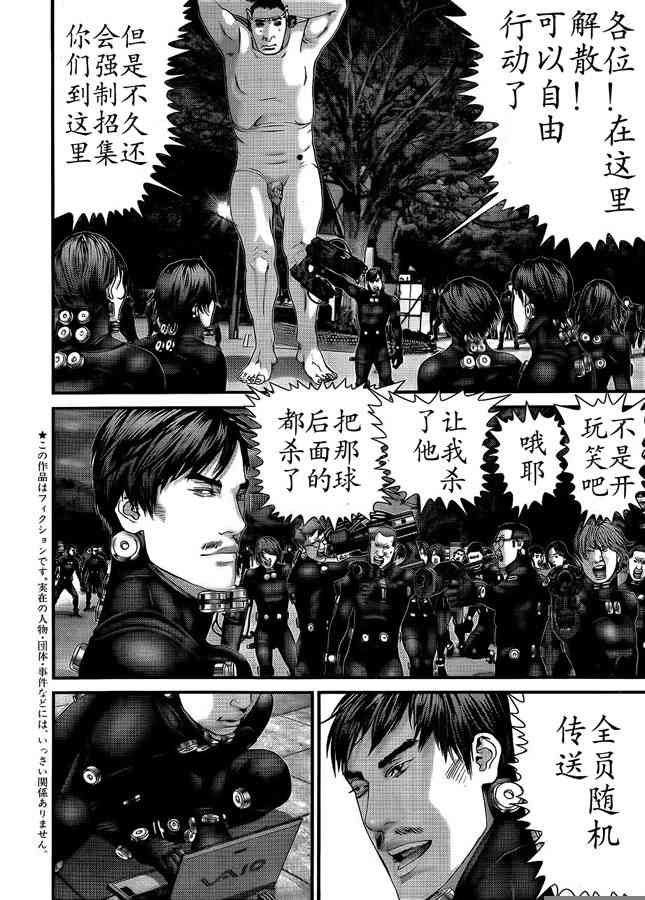 各位！在这里
解散！
可以自由
行动了
但是不久还
会强制招集
你们到这里
不是开
玩笑吧
哦耶
让我杀
了他
把那球
后面的
都杀了
★この作品はフィクションです。実在の人物・団体・事件などには、いっさい関係ありません。
全员随机
传送
VAIO